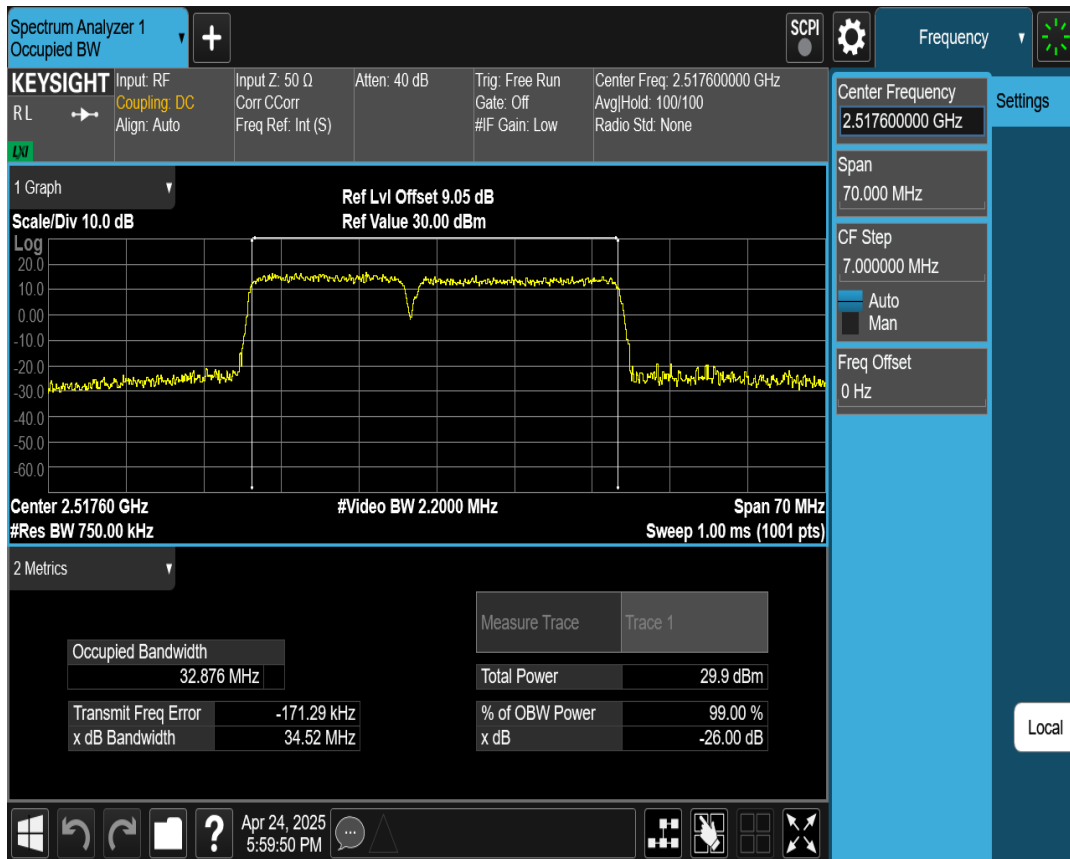 Spectrum Analyzer 1
Occupied BW
+
SCPI
Frequency
KEYSIGHT
RL
LXI
Input: RF
Coupling: DC
Align: Auto
Input Z: 50 Ω
Corr CCorr
Freq Ref: Int (S)
Atten: 40 dB
Trig: Free Run
Gate: Off
#IF Gain: Low
Center Freq: 2.517600000 GHz
Avg|Hold: 100/100
Radio Std: None
Center Frequency
2.517600000 GHz
Settings
Span
70.000 MHz
CF Step
7.000000 MHz
Auto
Man
Freq Offset
0 Hz
Local
1 Graph
Scale/Div 10.0 dB
Ref Lvl Offset 9.05 dB
Ref Value 30.00 dBm
Log
20.0
10.0
0.00
-10.0
-20.0
-30.0
-40.0
-50.0
-60.0
Center 2.51760 GHz
#Video BW 2.2000 MHz
Span 70 MHz
#Res BW 750.00 kHz
Sweep 1.00 ms (1001 pts)
2 Metrics
Measure Trace Trace 1
Occupied Bandwidth
32.876 MHz
Total Power 29.9 dBm
Transmit Freq Error -171.29 kHz
% of OBW Power 99.00 %
x dB Bandwidth 34.52 MHz
x dB -26.00 dB
?
Apr 24, 2025
5:59:50 PM